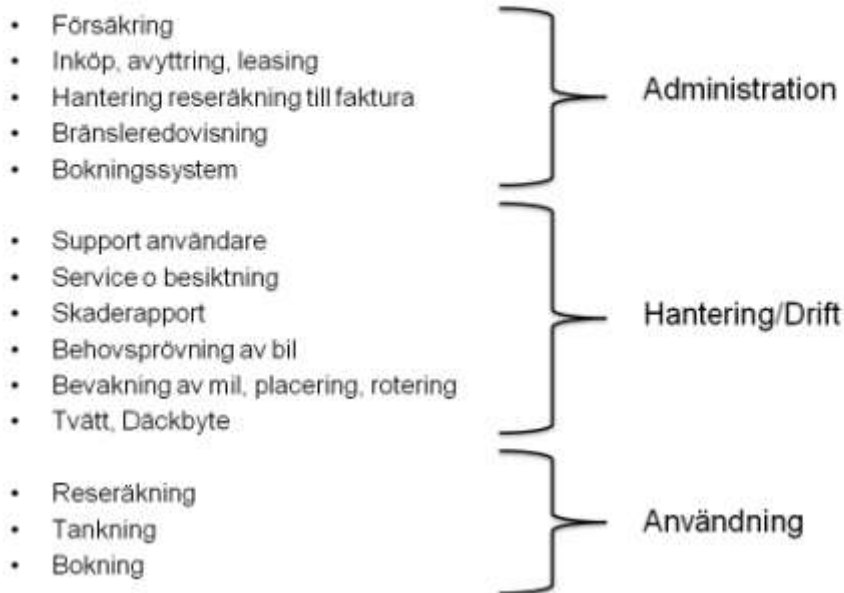 • Försäkring
• Inköp, avyttring, leasing
• Hantering reseräkning till faktura
• Bränsleredovisning
• Bokningssystem
Administration
• Support användare
• Service o besiktning
• Skaderapport
• Behovsprövning av bil
• Bevakning av mil, placering, rotering
• Tvätt, Däckbyte
Hantering/Drift
• Reseräkning
• Tankning
• Bokning
Användning